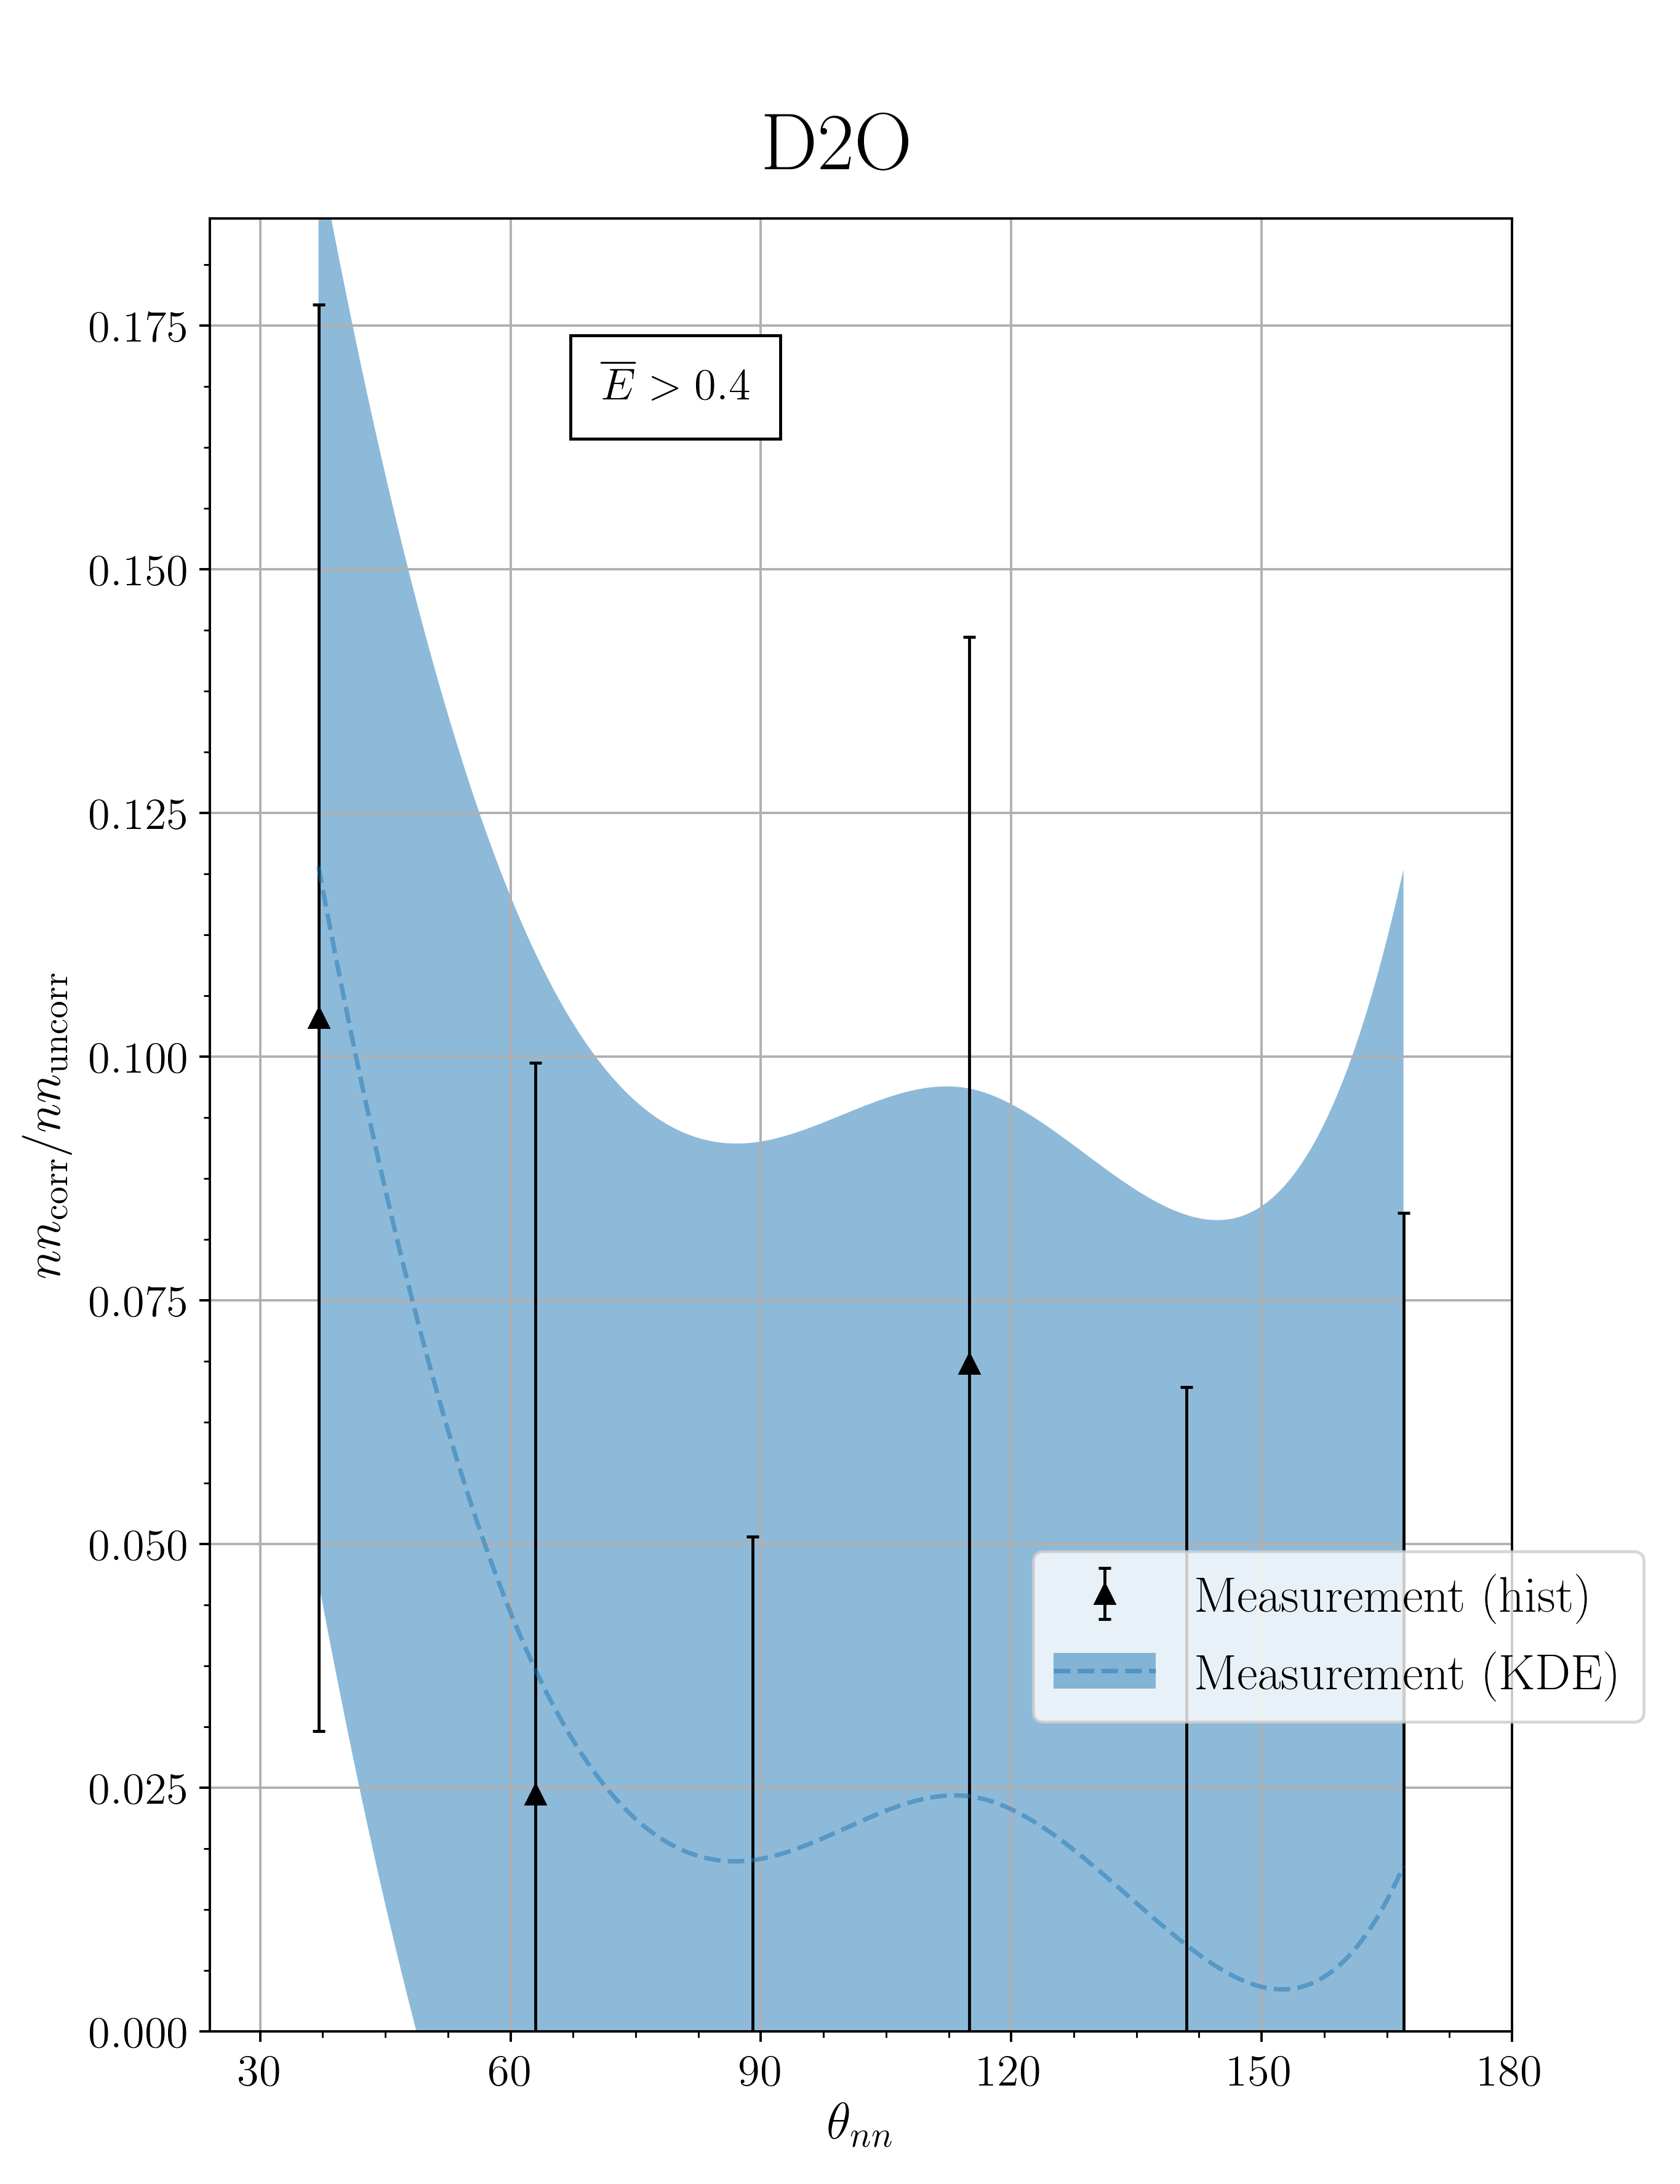 D2O
E̅ > 0.4
nn_corr/nn_uncorr
0.175
0.150
0.125
0.100
0.075
0.050
0.025
0.000
Measurement (hist)
Measurement (KDE)
30 60 90 120 150 180
θ_nn